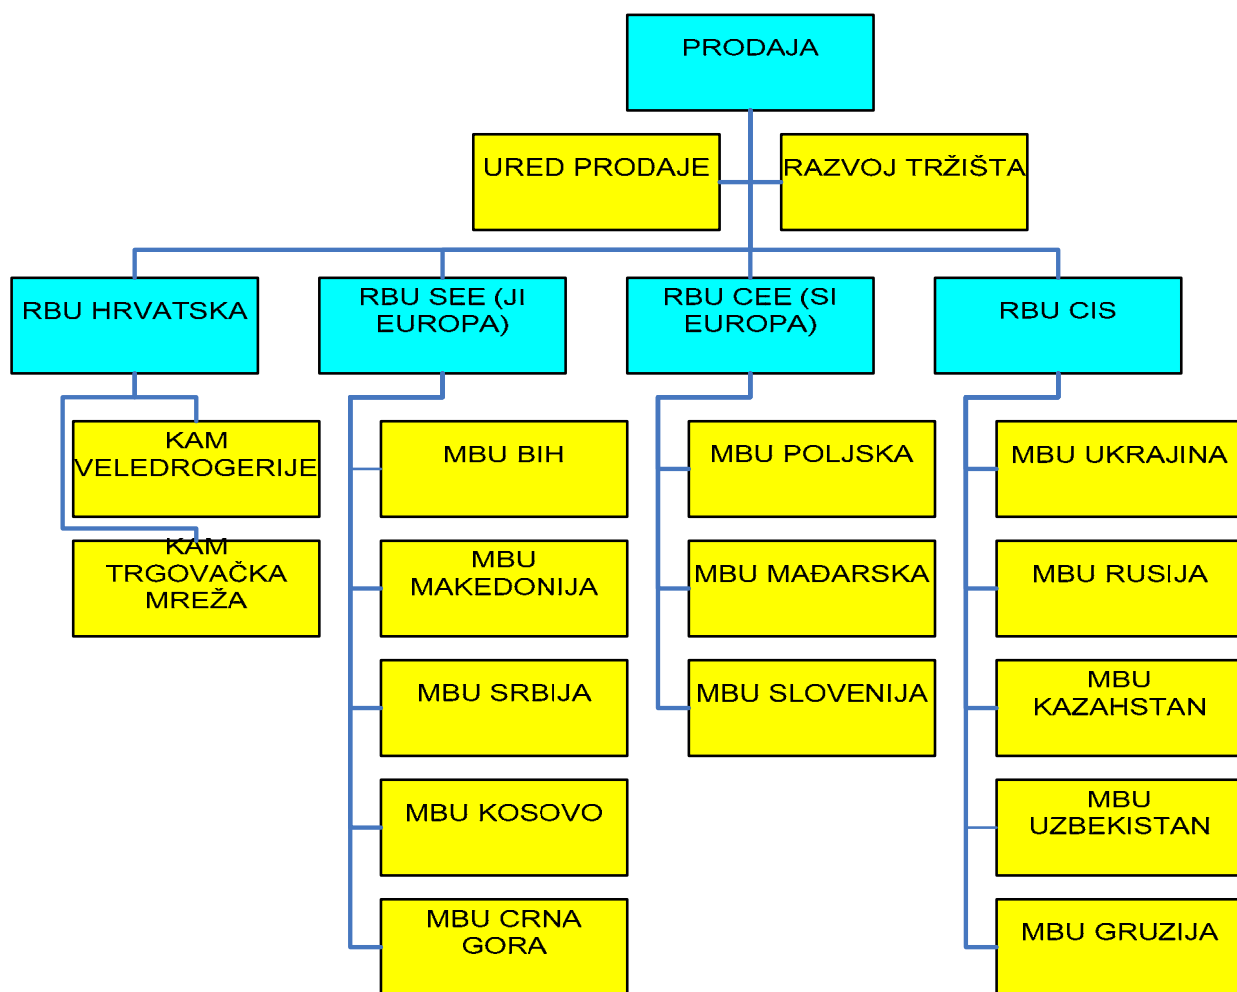 PRODAJA
URED PRODAJE
RAZVOJ TRŽIŠTA
RBU HRVATSKA
RBU SEE (JI
EUROPA)
RBU CEE (SI
EUROPA)
RBU CIS
KAM
VELEDROGERIJE
KAM
TRGOVAČKA
MREŽA
MBU BIH
MBU
MAKEDONIJA
MBU SRBIJA
MBU KOSOVO
MBU CRNA
GORA
MBU POLJSKA
MBU MAĐARSKA
MBU SLOVENIJA
MBU UKRAJINA
MBU RUSIJA
MBU
KAZAHSTAN
MBU
UZBEKISTAN
MBU GRUZIJA